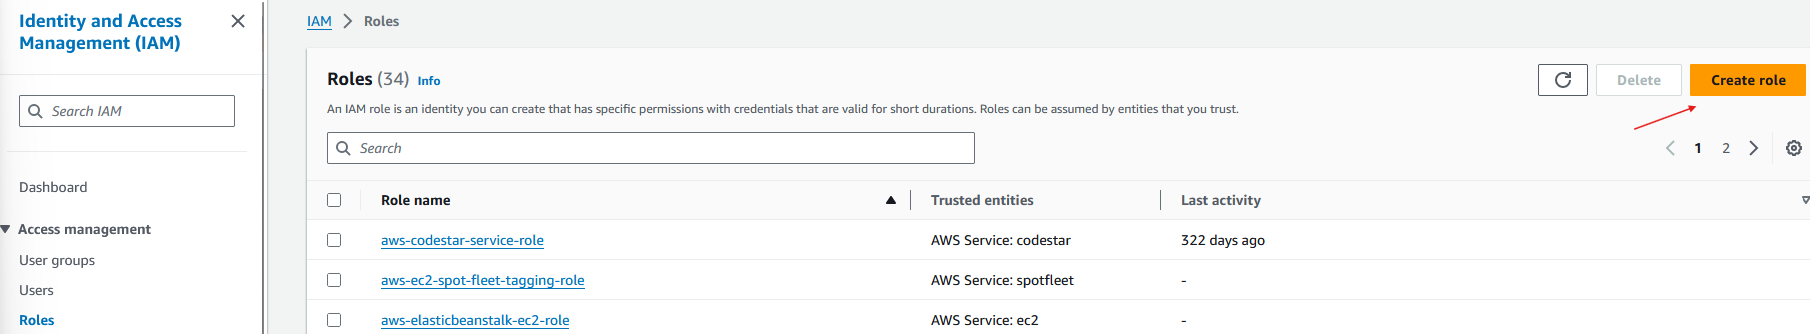 Identity and Access
Management (IAM)
Search IAM
Dashboard
Access management
User groups
Users
Roles
IAM > Roles
Roles (34) Info
Delete
Create role
An IAM role is an identity you can create that has specific permissions with credentials that are valid for short durations. Roles can be assumed by entities that you trust.
Search
1 2
Role name Trusted entities Last activity
aws-codestar-service-role AWS Service: codestar 322 days ago
aws-ec2-spot-fleet-tagging-role AWS Service: spotfleet -
aws-elasticbeanstalk-ec2-role AWS Service: ec2 -